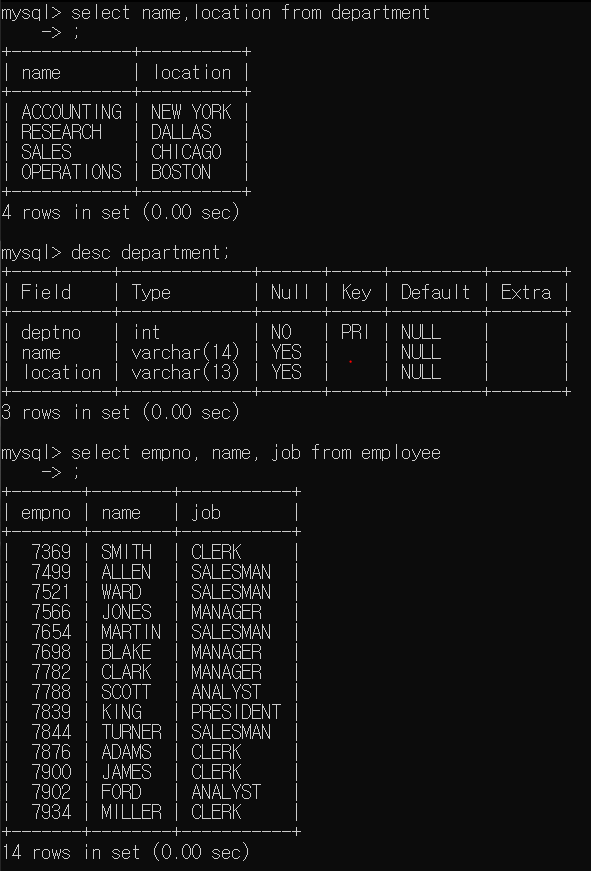 mysql> select name,location from department
    -> ;
+------------+----------+
| name       | location |
+------------+----------+
| ACCOUNTING | NEW YORK |
| RESEARCH   | DALLAS   |
| SALES      | CHICAGO  |
| OPERATIONS | BOSTON   |
+------------+----------+
4 rows in set (0.00 sec)
mysql> desc department;
+----------+-------------+------+-----+---------+-------+
| Field    | Type        | Null | Key | Default | Extra |
+----------+-------------+------+-----+---------+-------+
| deptno   | int         | NO   | PRI | NULL    |       |
| name     | varchar(14) | YES  |     | NULL    |       |
| location | varchar(13) | YES  |     | NULL    |       |
+----------+-------------+------+-----+---------+-------+
3 rows in set (0.00 sec)
mysql> select empno, name, job from employee
    -> ;
+-------+--------+-----------+
| empno | name   | job       |
+-------+--------+-----------+
|  7369 | SMITH  | CLERK     |
|  7499 | ALLEN  | SALESMAN  |
|  7521 | WARD   | SALESMAN  |
|  7566 | JONES  | MANAGER   |
|  7654 | MARTIN | SALESMAN  |
|  7698 | BLAKE  | MANAGER   |
|  7782 | CLARK  | MANAGER   |
|  7788 | SCOTT  | ANALYST   |
|  7839 | KING   | PRESIDENT |
|  7844 | TURNER | SALESMAN  |
|  7876 | ADAMS  | CLERK     |
|  7900 | JAMES  | CLERK     |
|  7902 | FORD   | ANALYST   |
|  7934 | MILLER | CLERK     |
+-------+--------+-----------+
14 rows in set (0.00 sec)